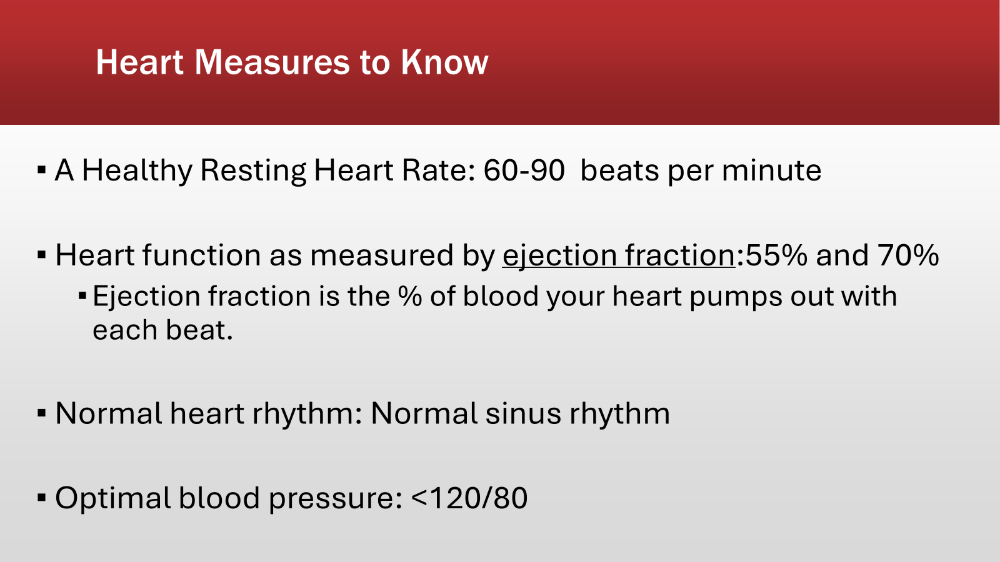 Heart Measures to Know
▪ A Healthy Resting Heart Rate: 60-90  beats per minute
▪ Heart function as measured by ejection fraction:55% and 70%
▪ Ejection fraction is the % of blood your heart pumps out with
each beat.
▪ Normal heart rhythm: Normal sinus rhythm
▪ Optimal blood pressure: <120/80